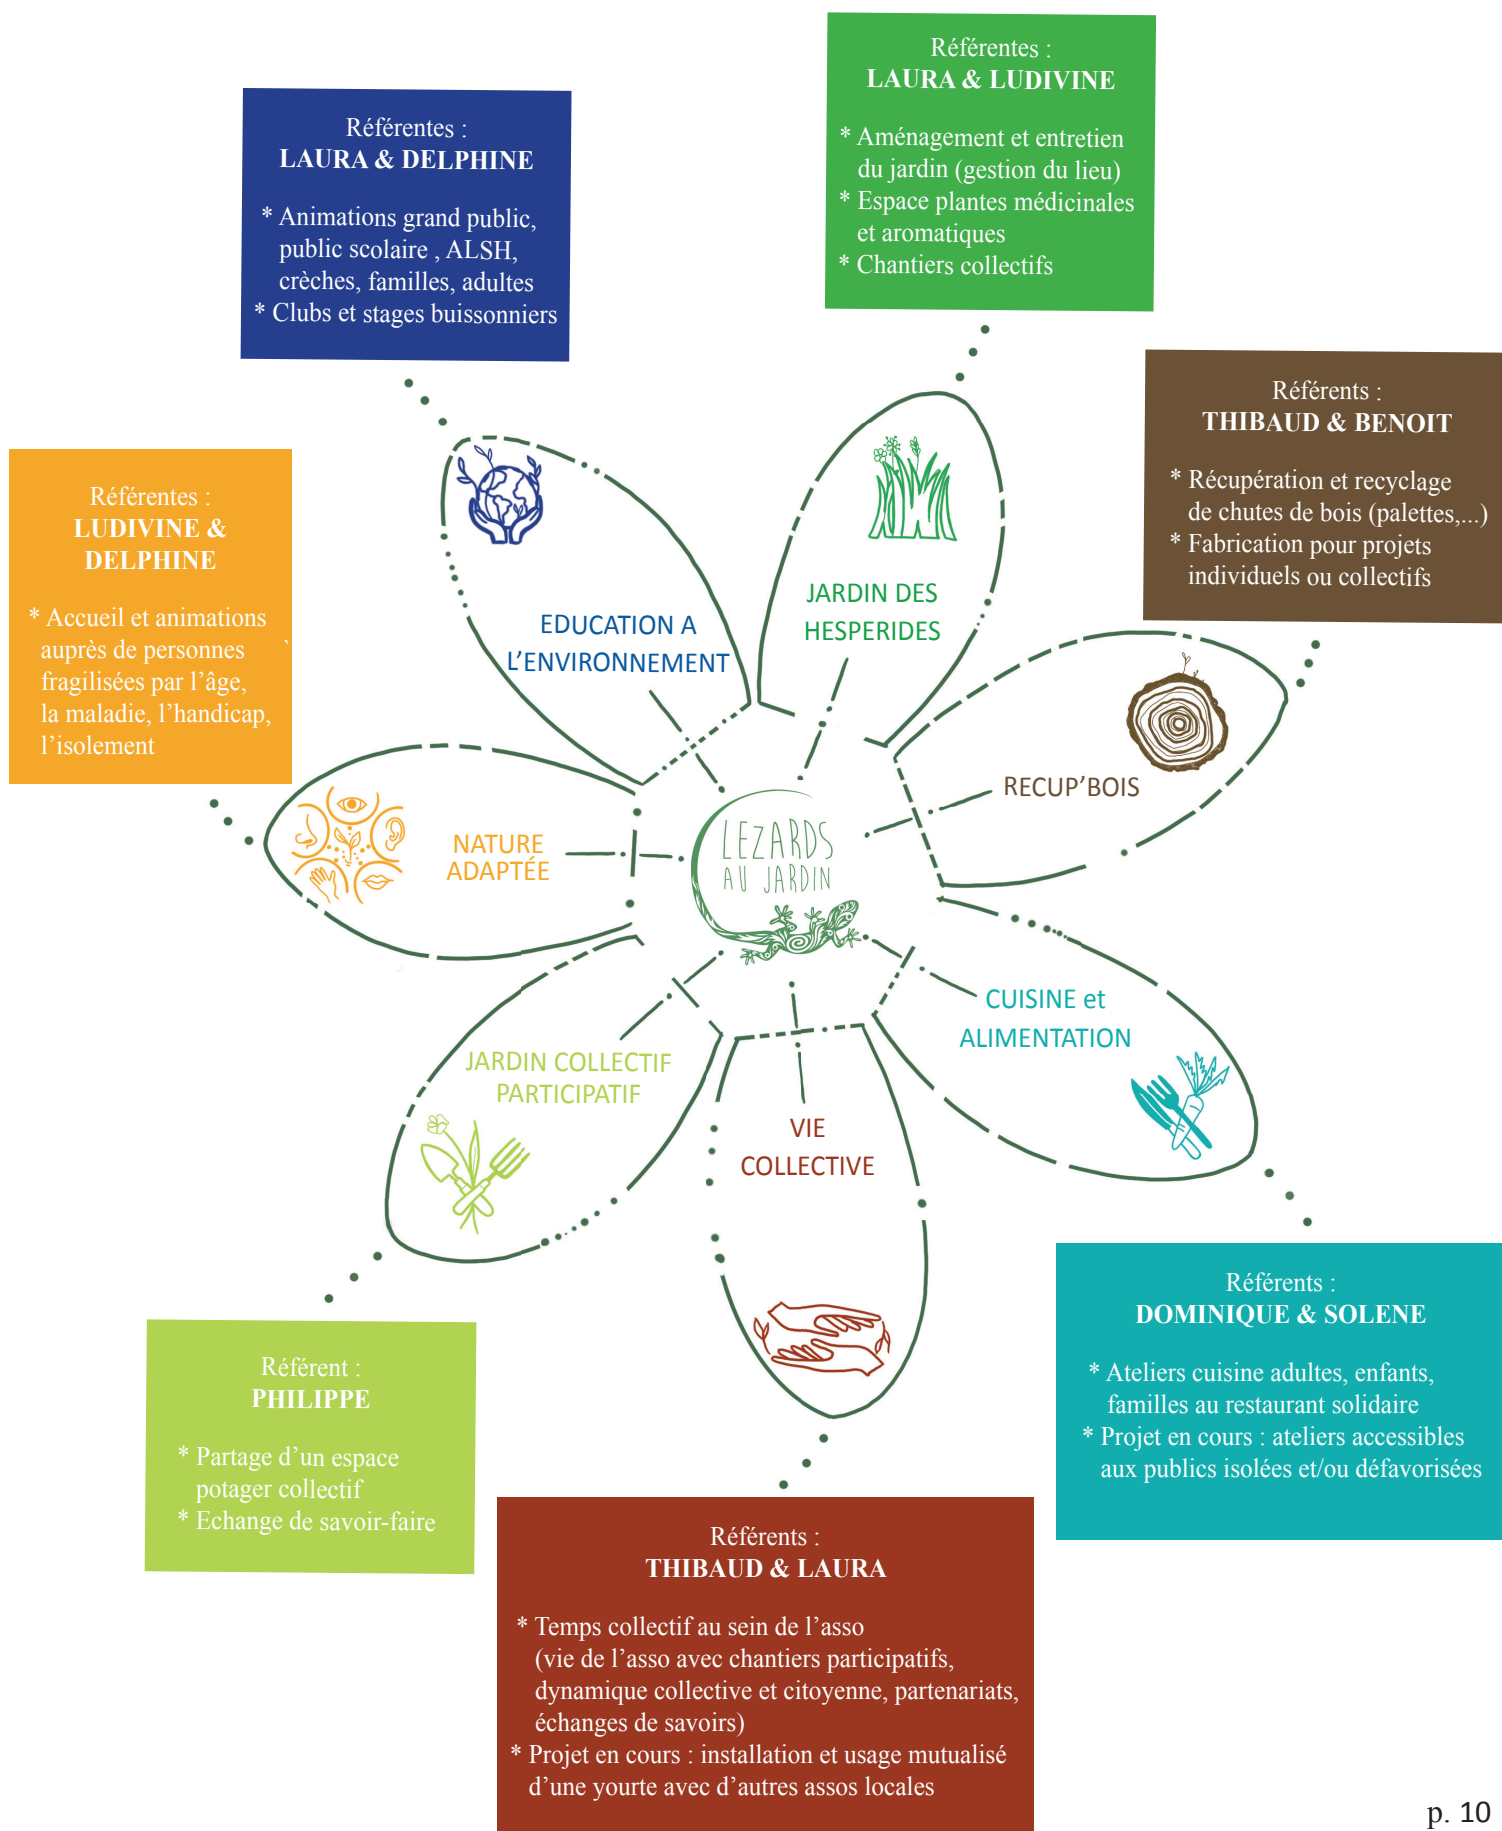 Référentes :
LAURA & LUDIVINE
* Aménagement et entretien
du jardin (gestion du lieu)
* Espace plantes médicinales
et aromatiques
* Chantiers collectifs
Référentes :
LAURA & DELPHINE
* Animations grand public,
public scolaire , ALSH,
crèches, familles, adultes
* Clubs et stages buissonniers
Référents :
THIBAUD & BENOIT
* Récupération et recyclage
de chutes de bois (palettes,...)
* Fabrication pour projets
individuels ou collectifs
Référentes :
LUDIVINE &
DELPHINE
* Accueil et animations
auprès de personnes
fragilisées par l’âge,
la maladie, l’handicap,
l’isolement
EDUCATION A
L’ENVIRONNEMENT
JARDIN DES
HESPERIDES
RECUP’BOIS
NATURE
ADAPTÉE
LEZARDS
AU JARDIN
CUISINE et
ALIMENTATION
JARDIN COLLECTIF
PARTICIPATIF
VIE
COLLECTIVE
Référents :
DOMINIQUE & SOLENE
* Ateliers cuisine adultes, enfants,
familles au restaurant solidaire
* Projet en cours : ateliers accessibles
aux publics isolées et/ou défavorisées
Référent :
PHILIPPE
* Partage d’un espace
potager collectif
* Echange de savoir-faire
Référents :
THIBAUD & LAURA
* Temps collectif au sein de l’asso
(vie de l’asso avec chantiers participatifs,
dynamique collective et citoyenne, partenariats,
échanges de savoirs)
* Projet en cours : installation et usage mutualisé
d’une yourte avec d’autres assos locales
p. 10